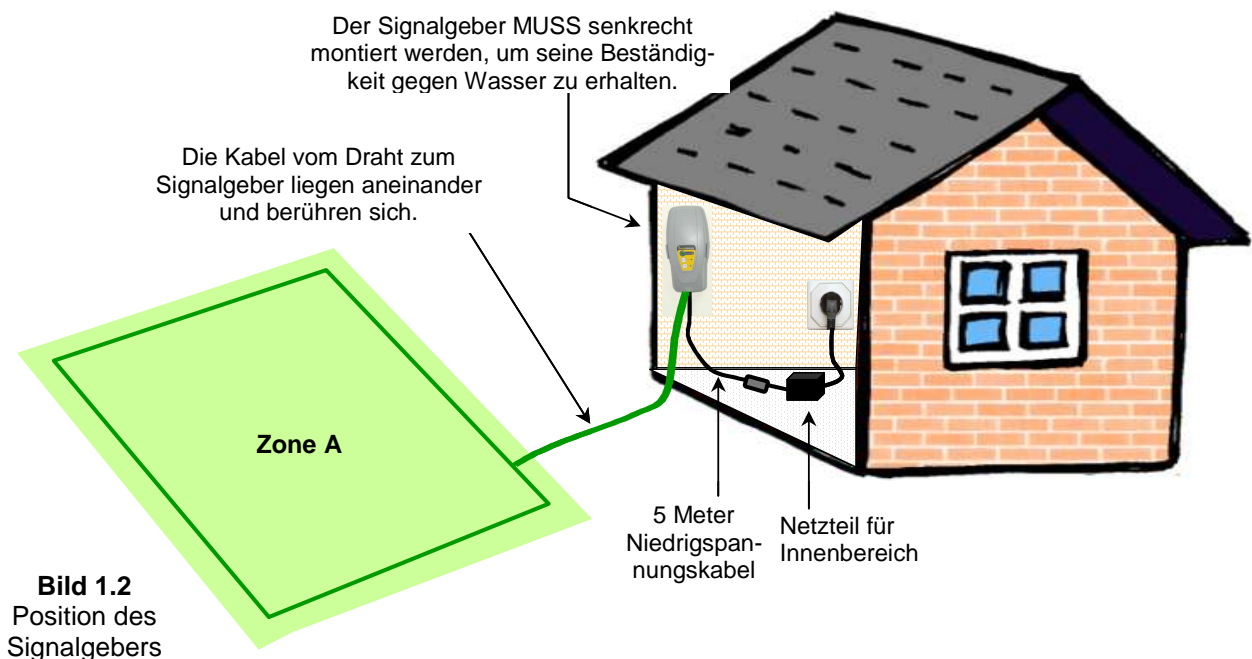 Der Signalgeber MUSS senkrecht
montiert werden, um seine Beständig-
keit gegen Wasser zu erhalten.
Die Kabel vom Draht zum
Signalgeber liegen aneinander
und berühren sich.
Zone A
5 Meter
Niedrigspan-
nungskabel
Netzteil für
Innenbereich
Bild 1.2
Position des
Signalgebers